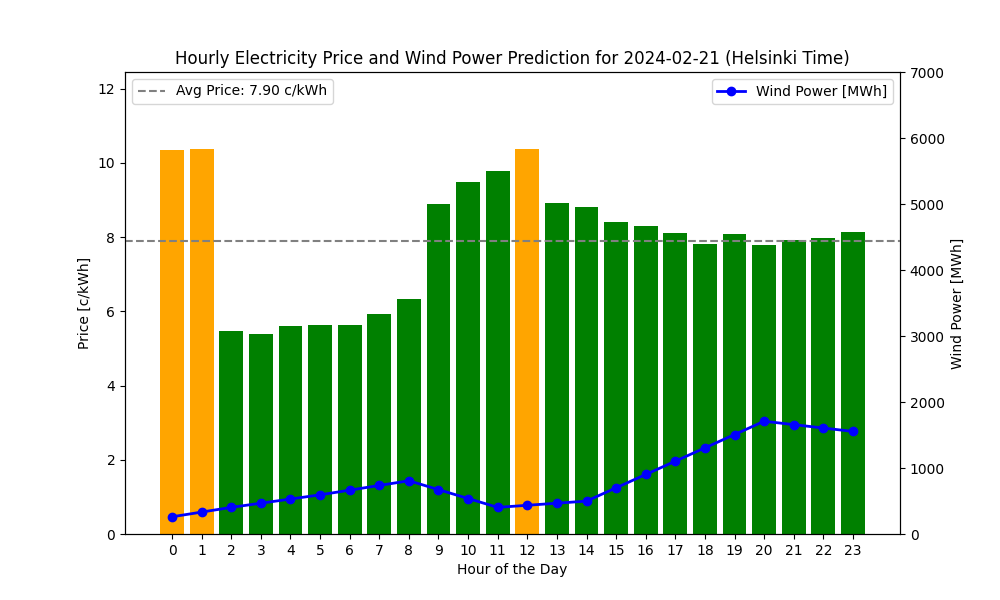 Hourly Electricity Price and Wind Power Prediction for 2024-02-21 (Helsinki Time)
Avg Price: 7.90 c/kWh
Wind Power [MWh]
Price [c/kWh]
12
10
8
6
4
2
0
7000
6000
5000
4000
3000
2000
1000
0
Wind Power [MWh]
0 1 2 3 4 5 6 7 8 9 10 11 12 13 14 15 16 17 18 19 20 21 22 23
Hour of the Day